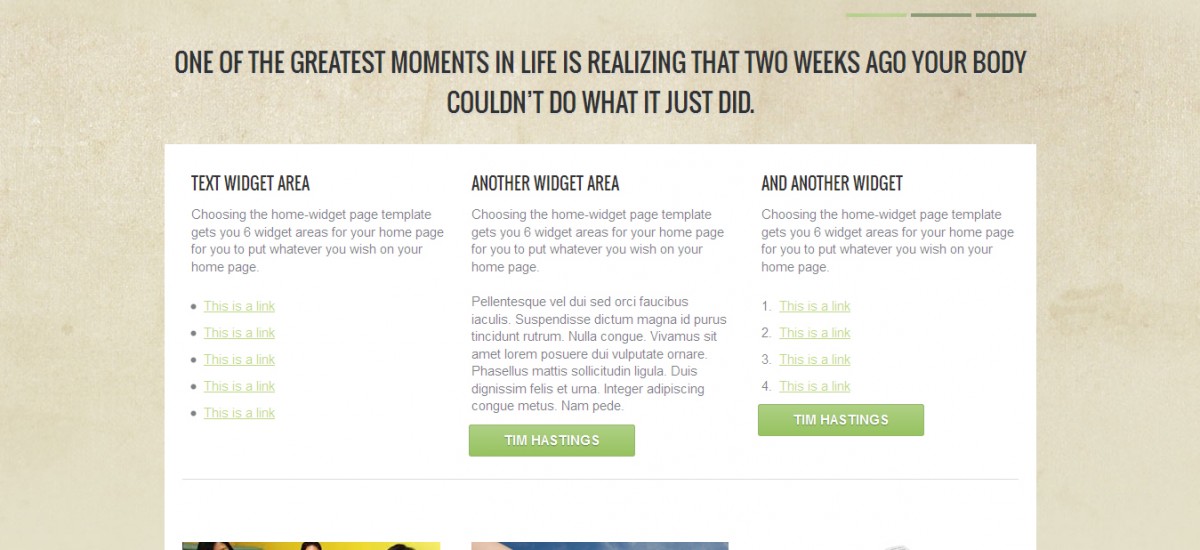 ONE OF THE GREATEST MOMENTS IN LIFE IS REALIZING THAT TWO WEEKS AGO YOUR BODY
COULDN'T DO WHAT IT JUST DID.
TEXT WIDGET AREA
Choosing the home-widget page template
gets you 6 widget areas for your home page
for you to put whatever you wish on your
home page.
• This is a link
• This is a link
• This is a link
• This is a link
• This is a link
ANOTHER WIDGET AREA
Choosing the home-widget page template
gets you 6 widget areas for your home page
for you to put whatever you wish on your
home page.
Pellentesque vel dui sed orci faucibus
iaculis. Suspendisse dictum magna id purus
tincidunt rutrum. Nulla congue. Vivamus sit
amet lorem posuere dui vulputate ornare.
Phasellus mattis sollicitudin ligula. Duis
dignissim felis et urna. Integer adipiscing
congue metus. Nam pede.
TIM HASTINGS
AND ANOTHER WIDGET
Choosing the home-widget page template
gets you 6 widget areas for your home page
for you to put whatever you wish on your
home page.
1. This is a link
2. This is a link
3. This is a link
4. This is a link
TIM HASTINGS